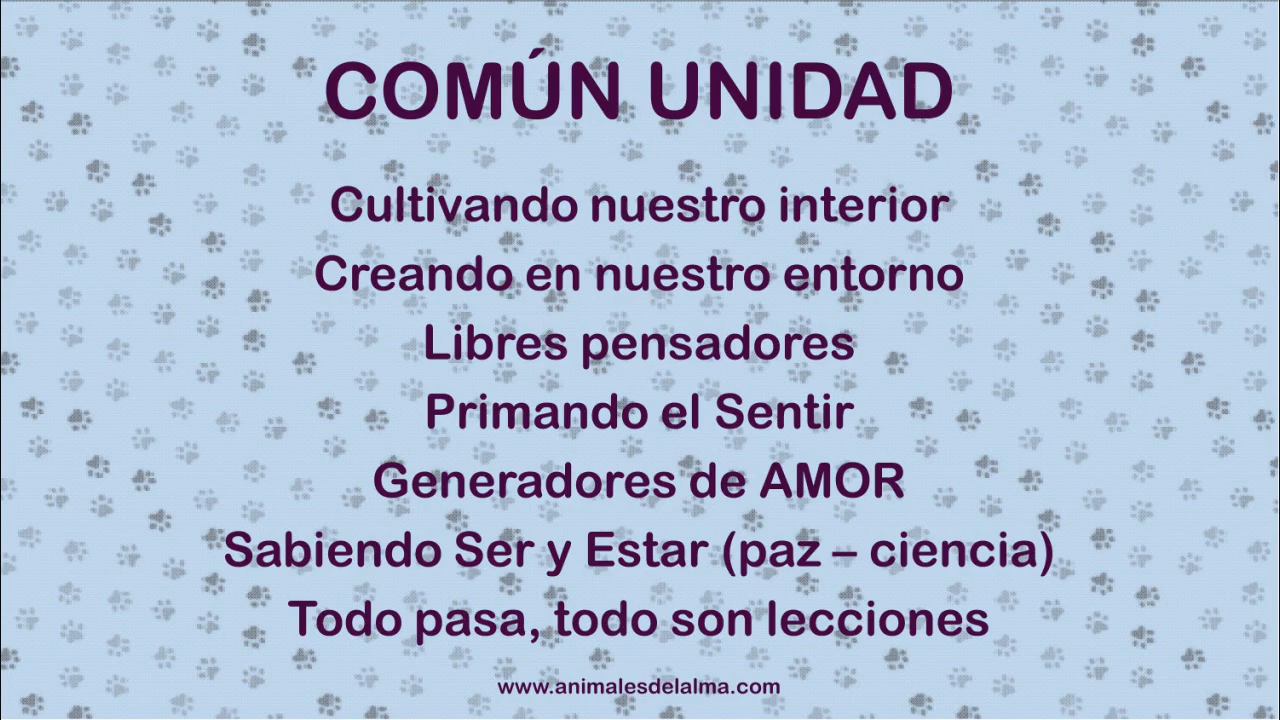 COMÚN UNIDAD
Cultivando nuestro interior
Creando en nuestro entorno
Libres pensadores
Primando el Sentir
Generadores de AMOR
Sabiendo Ser y Estar (paz – ciencia)
Todo pasa, todo son lecciones
www.animalesdelalma.com